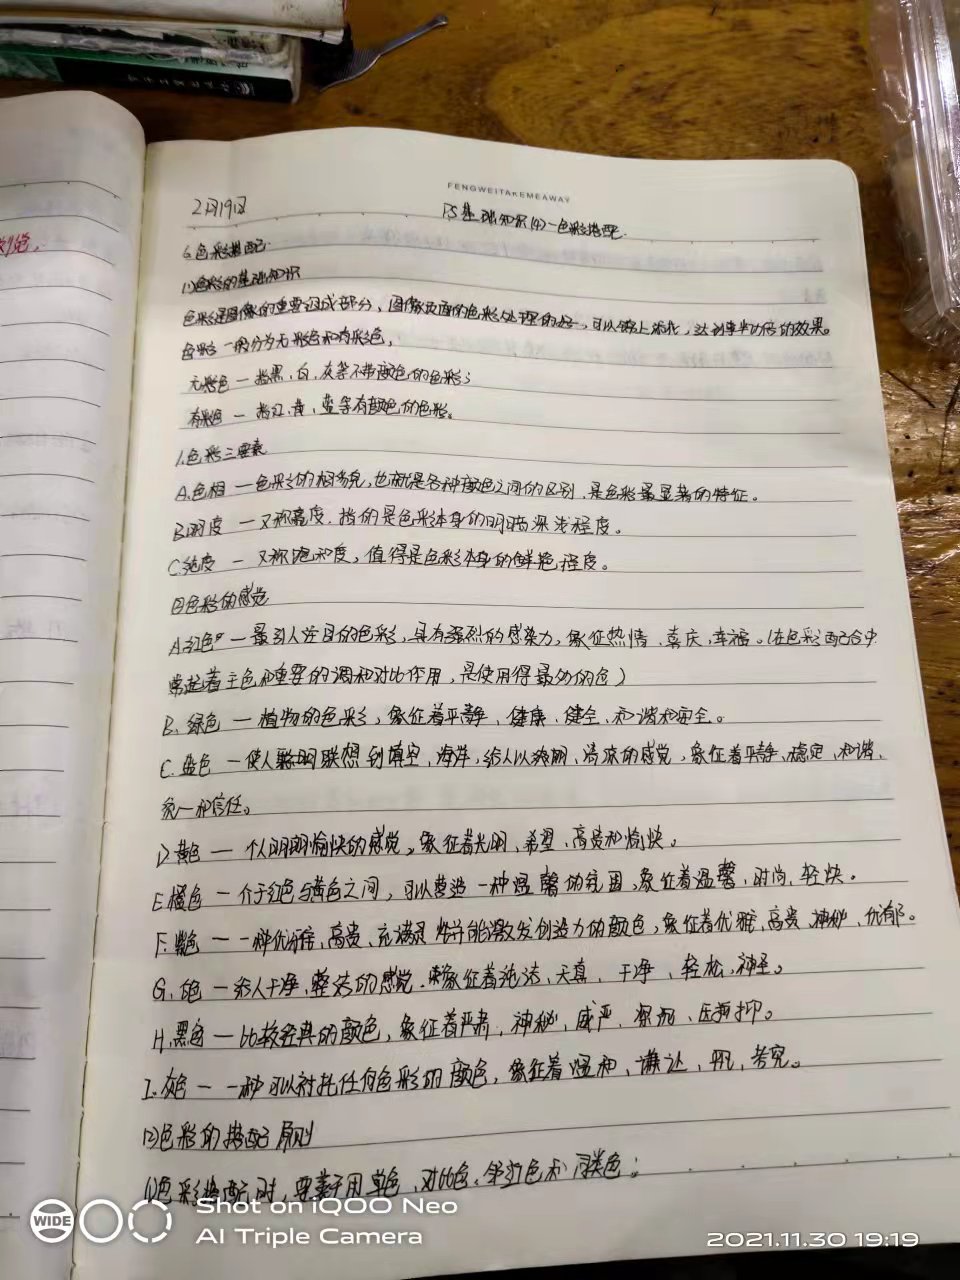 FENGWEITAKEMEAWAY
2月19日
PS基础知识(4)—色彩搭配.
6.色彩搭配.
(1)色彩的基础知识
色彩是图像的重要组成部分,图像页面的色彩处理的好,可以锦上添花,达到事半功倍的效果。
色彩一般分为无彩色和有彩色,
无彩色—指黑、白、灰等不带颜色的色彩;
有彩色—指红、黄、蓝等有颜色的色彩。
1.色彩三要素
A.色相—色彩的相貌,也就是各种颜色之间的区别,是色彩最显著的特征。
B.明度—又称亮度.指的是色彩本身的明暗深浅程度。
C.纯度—又称饱和度,值得是色彩本身的鲜艳程度。
色彩的感觉
A.红色—最引人注目的色彩,具有强烈的感染力,象征热情、喜庆、幸福。(在色彩配合中
常起着主色和重要的调和对比作用,是使用得最多的色)
B.绿色—植物的色彩,象征着平静、健康、健全、和谐和安全。
C.蓝色—使人联想到填空、海洋,给人以爽朗、清凉的感觉,象征着平静、稳定、和谐、
统一和信任。
D.黄色—个人明朗愉快的感觉,象征着光明、希望、高贵和愉快。
E.橙色—介于红色与黄色之间,可以营造一种温馨的氛围,象征着温馨、时尚、轻快。
F.紫色—一种优雅、高贵、充满灵性并能激发创造力的颜色,象征着优雅、高贵、神秘、优郁。
G.白色—给人干净、整洁的感觉.象征着纯洁、天真、干净、轻松、神圣。
H.黑色—比较经典的颜色,象征着严肃、神秘、威严、压抑。
I.灰色—一种可以衬托任何色彩的颜色,象征着温和、谦让、考究。
(2)色彩的搭配原则
(1)色彩搭配时,要善于用单色、对比色、邻近色和同类色;
WIDE
Shot on iQOO Neo
AI Triple Camera
2021.11.30 19:19